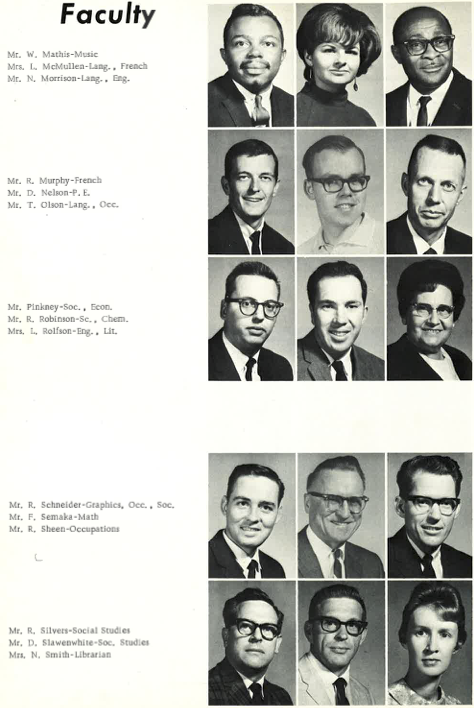 Faculty
Mr. W. Mathis-Music
Mrs. L. McMullen-Lang., French
Mr. N. Morrison-Lang., Eng.
Mr. R. Murphy-French
Mr. D. Nelson-P.E.
Mr. T. Olson-Lang., Occ.
Mr. Pinkney-Soc., Econ.
Mr. R. Robinson-Sc., Chem.
Mrs. L. Rolfson-Eng., Lit.
Mr. R. Schneider-Graphics, Occ., Soc.
Mr. F. Semaka-Math
Mr. R. Sheen-Occupations
Mr. R. Silvers-Social Studies
Mr. D. Slawenwhite-Soc. Studies
Mrs. N. Smith-Librarian